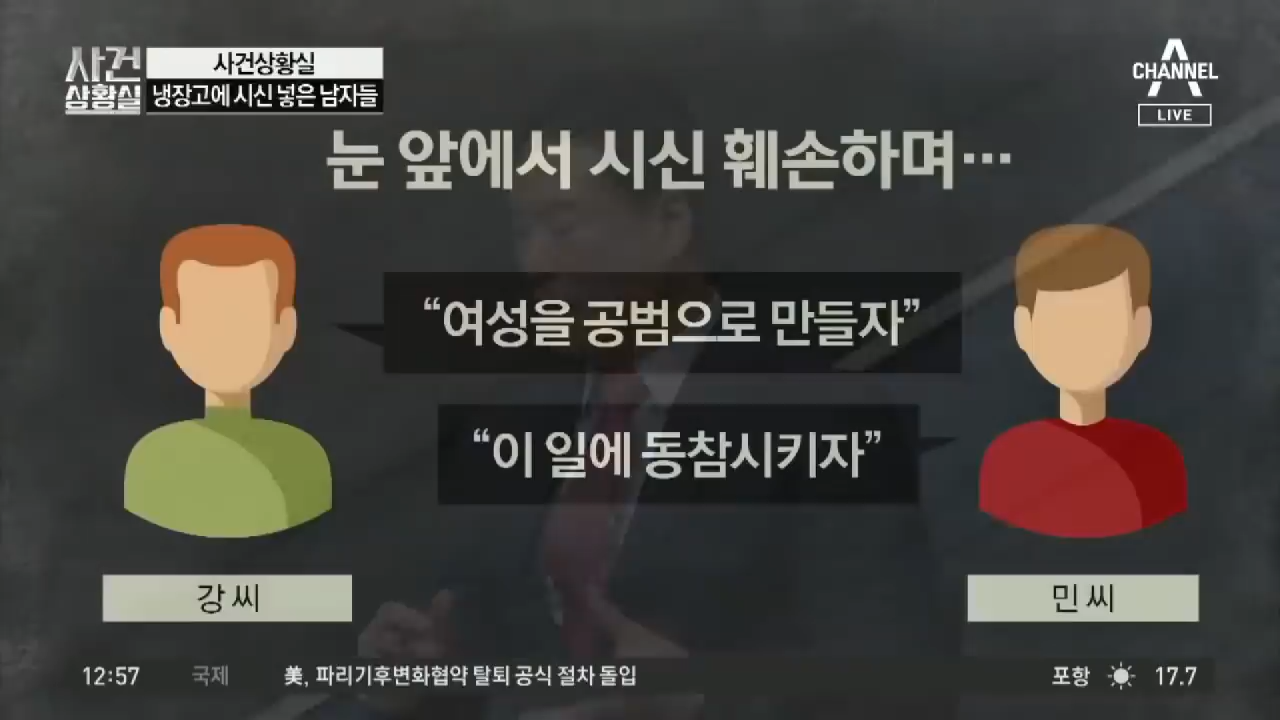 사건
상황실
사건상황실
냉장고에 시신 넣은 남자들
CHANNEL
LIVE
눈 앞에서 시신 훼손하며…
“여성을 공범으로 만들자”
“이 일에 동참시키자”
강 씨
민 씨
12:57 국제 美, 파리기후변화협약 탈퇴 공식 절차 돌입 포항 17.7